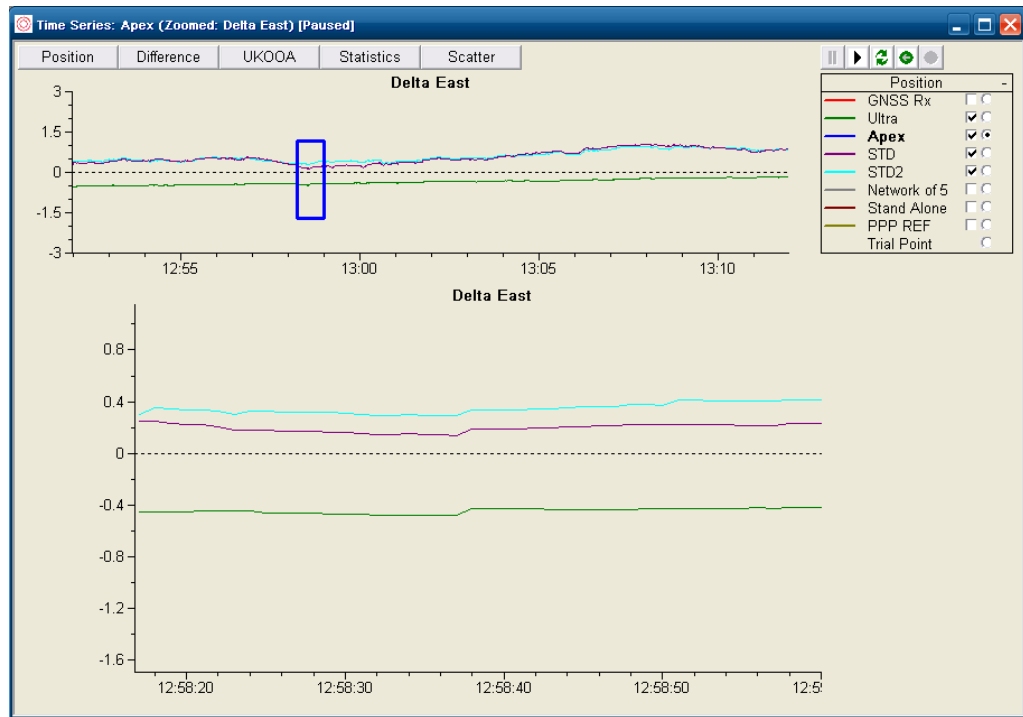 Time Series: Apex (Zoomed: Delta East) [Paused]
Position Difference UKOOA Statistics Scatter
Delta East
3
1.5
0
-1.5
-3
12:55 13:00 13:05 13:10
Position -
GNSS Rx
Ultra
Apex
STD
STD2
Network of 5
Stand Alone
PPP REF
Trial Point
Delta East
0.8
0.4
0
-0.4
-0.8
-1.2
-1.6
12:58:20 12:58:30 12:58:40 12:58:50